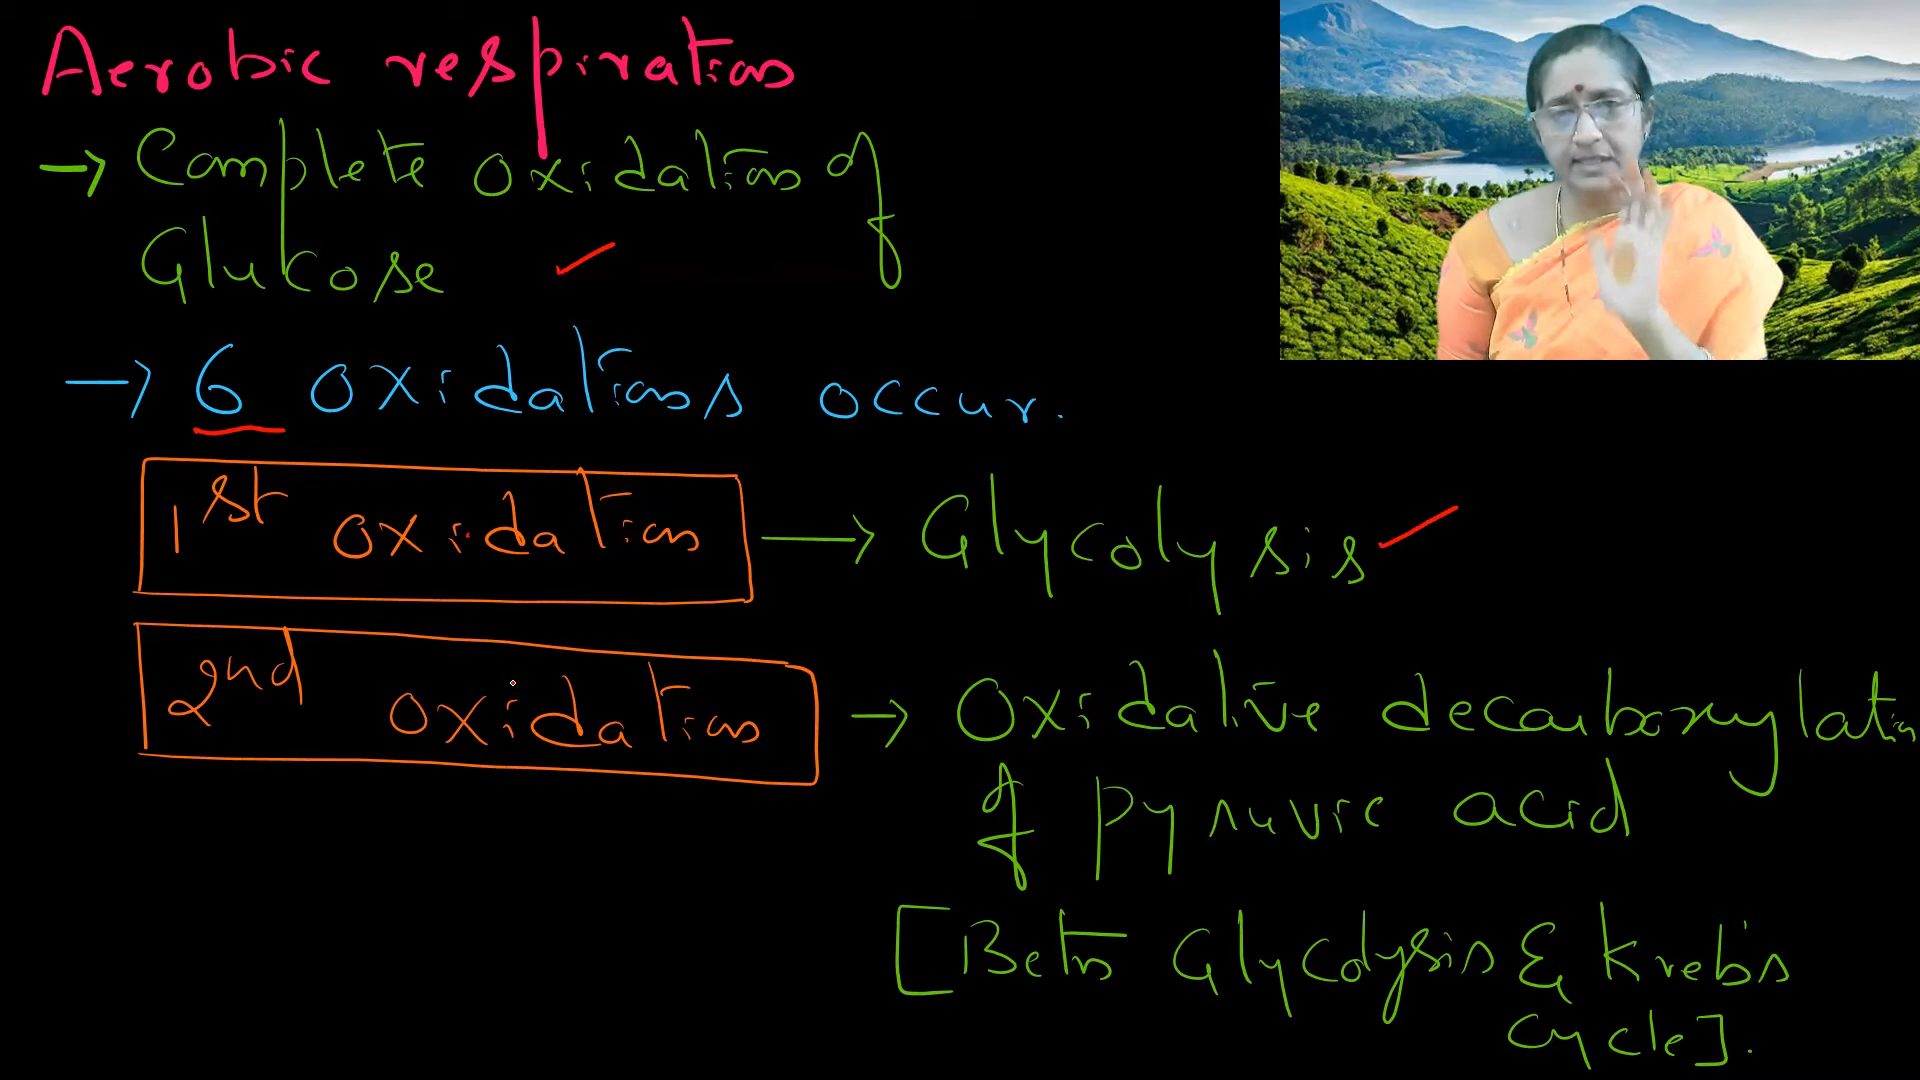 Aerobic respiration
→ Complete oxidation of
Glucose ✓
→ 6 oxidations occur.
1st oxidation → Glycolysis ✓
2nd oxidation → Oxidative decarboxylation
of pyruvic acid
[Betn Glycolysis & Kreb's
cycle].